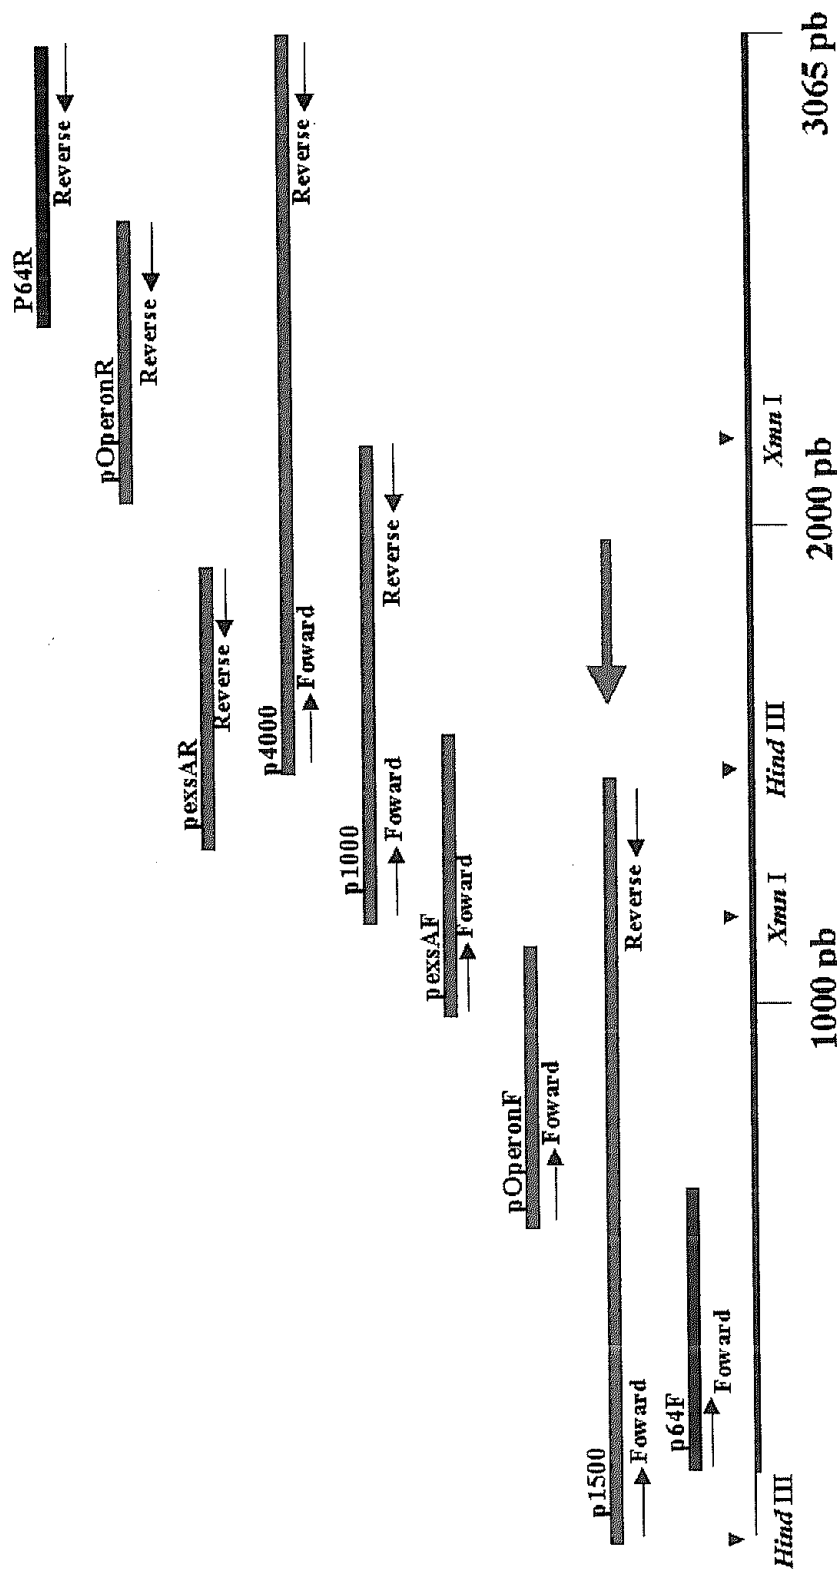 P64R
Reverse
pOperonR
Reverse
pexsAR
Reverse
p4000
Foward
Reverse
p1000
Foward
Reverse
pexsAF
Foward
pOperonF
Foward
p1500
Foward
Reverse
p64F
Foward
Hind III
Xmn I
Hind III
Xmn I
1000 pb
2000 pb
3065 pb